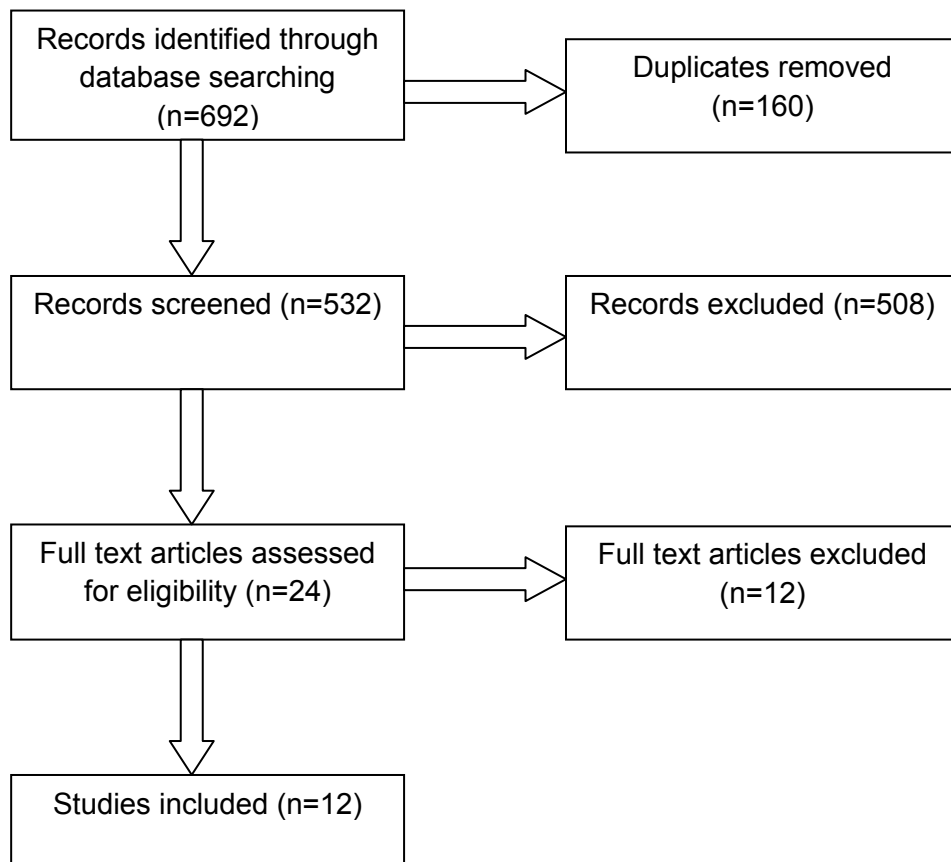 Records identified through
database searching
(n=692)
Duplicates removed
(n=160)
Records screened (n=532)
Records excluded (n=508)
Full text articles assessed
for eligibility (n=24)
Full text articles excluded
(n=12)
Studies included (n=12)